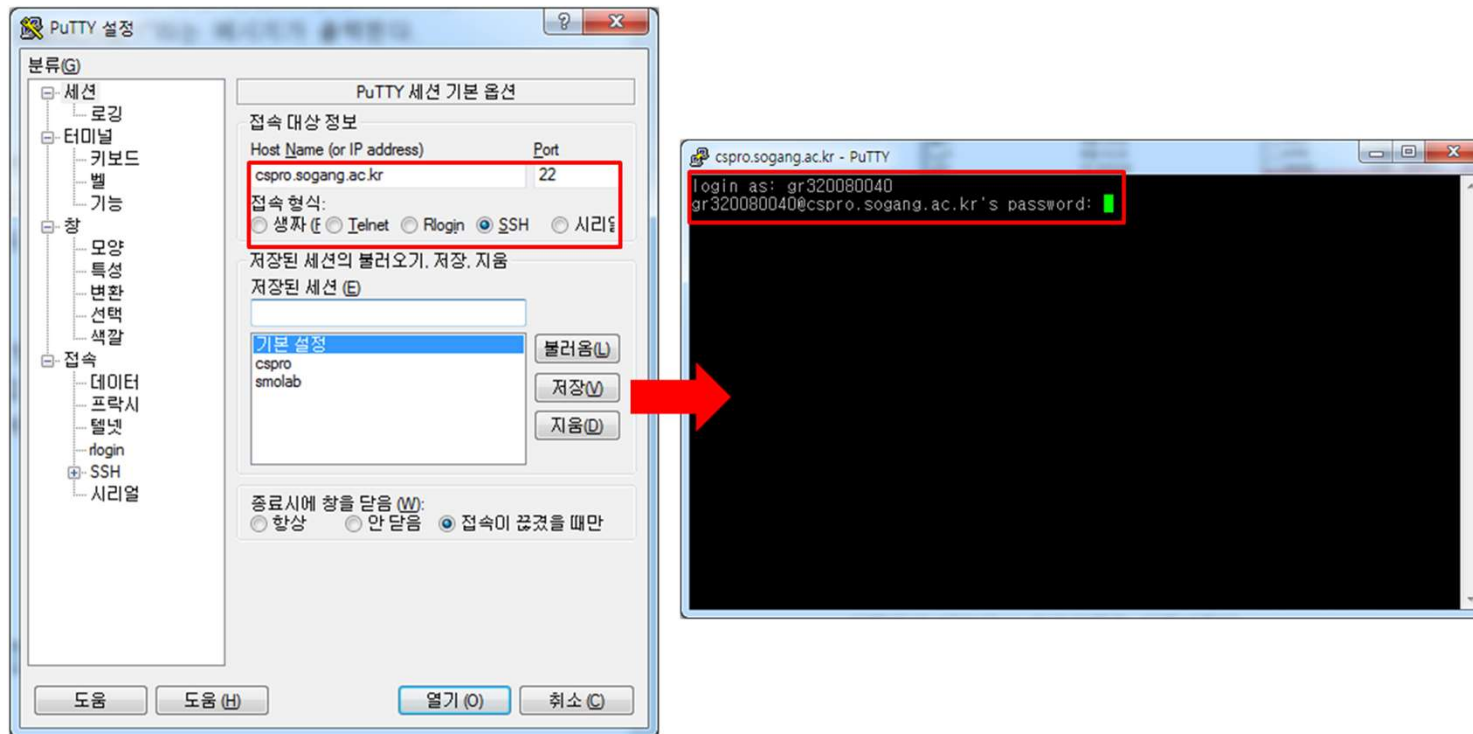 PuTTY 설정
분류(G)
세션
로깅
터미널
키보드
벨
기능
창
모양
특성
변환
선택
색깔
접속
데이터
프락시
텔넷
rlogin
SSH
시리얼
PuTTY 세션 기본 옵션
접속 대상 정보
Host Name (or IP address) Port
cspro.sogang.ac.kr 22
접속 형식:
생짜 Telnet Rlogin SSH 시리얼
저장된 세션의 불러오기, 저장, 지움
저장된 세션 (E)
기본 설정
cspro
smolab
불러옴(L)
저장(V)
지움(D)
종료시에 창을 닫음 (W):
항상 안 닫음 접속이 끊겼을 때만
도움 도움 (H) 열기 (O) 취소 (C)
cspro.sogang.ac.kr - PuTTY
login as: gr320080040
gr320080040@cspro.sogang.ac.kr's password: